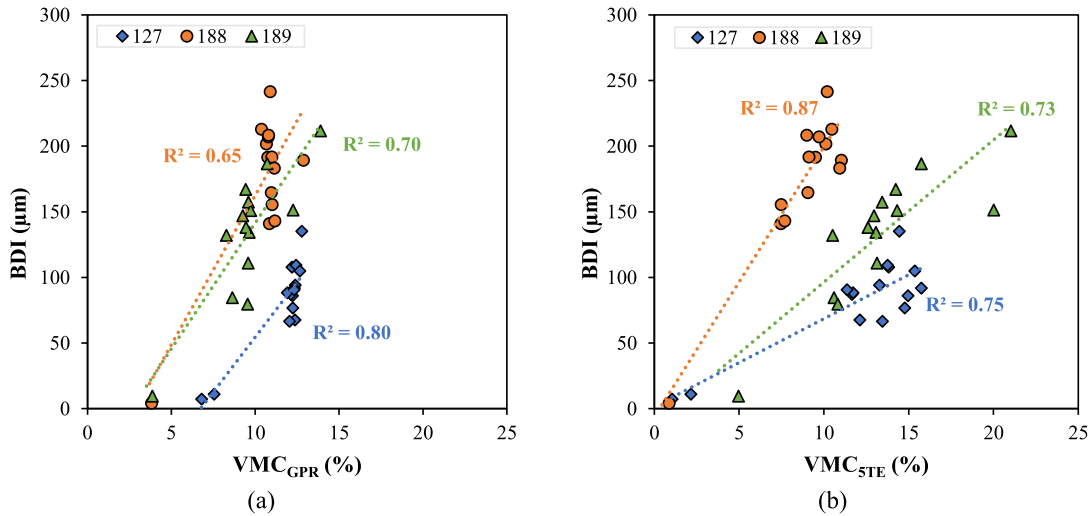 300
250
200
150
100
50
0
BDI (μm)
127 188 189
R² = 0.65
R² = 0.70
R² = 0.80
0 5 10 15 20 25
VMC_GPR (%)
(a)
300
250
200
150
100
50
0
BDI (μm)
127 188 189
R² = 0.87
R² = 0.73
R² = 0.75
0 5 10 15 20 25
VMC_5TE (%)
(b)